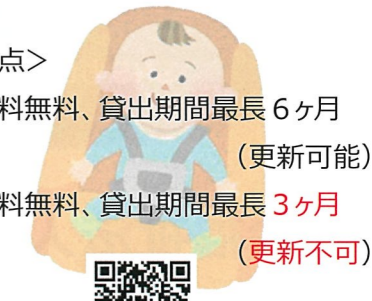 点>
料無料、貸出期間最長6ヶ月
（更新可能）
料無料、貸出期間最長3ヶ月
（更新不可）